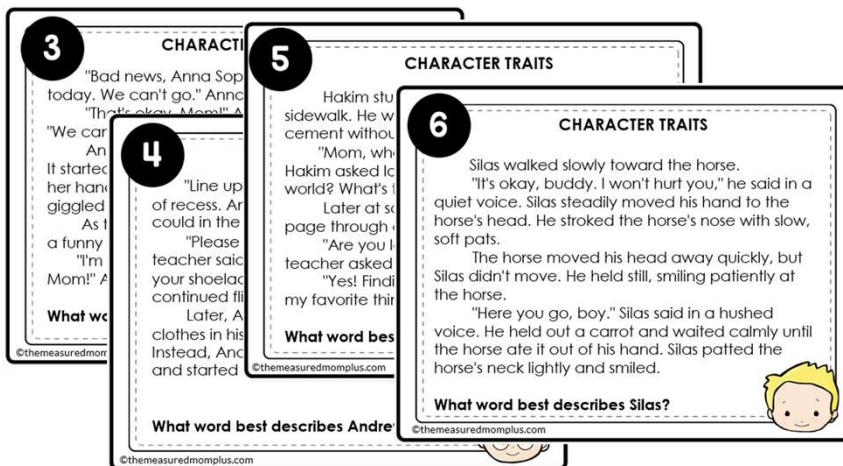 3
CHARACTI
"Bad news, Anna Sop
today. We can't go." Annc
"That's okay, Mom!" A
"We car
An
It started
her hand
giggled
As t
a funny
"I'm
Mom!" A
What wo
©themeasuredmom
4
"Line up
of recess. Ar
could in the
"Please
teacher said
your shoelac
continued fli
Later, A
clothes in his
Instead, And
and started
What word best describes Andre
©themeasuredmomplus.com
5
CHARACTER TRAITS
Hakim stu
sidewalk. He w
cement withou
"Mom, wh
Hakim asked lo
world? What's
Later at sc
page through
"Are you l
teacher asked
"Yes! Findi
my favorite thir
What word bes
©themeasuredmomplus.com
6
CHARACTER TRAITS
Silas walked slowly toward the horse.
"It's okay, buddy. I won't hurt you," he said in a
quiet voice. Silas steadily moved his hand to the
horse's head. He stroked the horse's nose with slow,
soft pats.
The horse moved his head away quickly, but
Silas didn't move. He held still, smiling patiently at
the horse.
"Here you go, boy." Silas said in a hushed
voice. He held out a carrot and waited calmly until
the horse ate it out of his hand. Silas patted the
horse's neck lightly and smiled.
What word best describes Silas?
©themeasuredmomplus.com